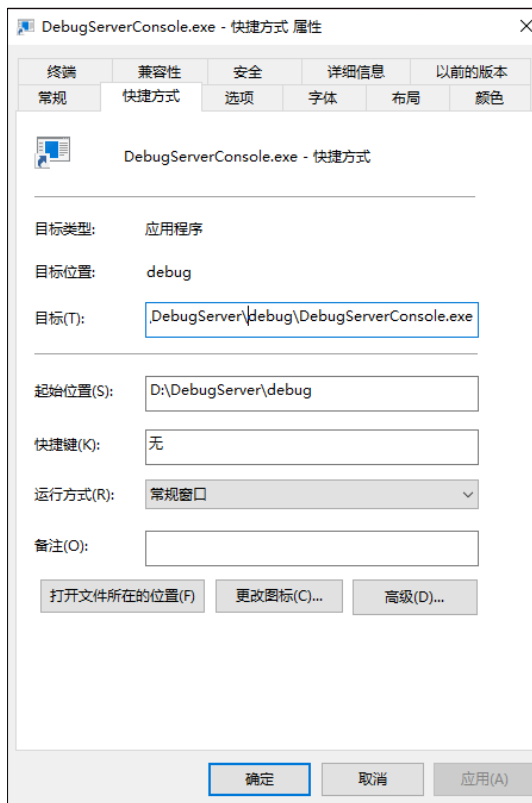 DebugServerConsole.exe - 快捷方式 属性
终端 兼容性 安全 详细信息 以前的版本
常规 快捷方式 选项 字体 布局 颜色
DebugServerConsole.exe - 快捷方式
目标类型: 应用程序
目标位置: debug
目标(T): DebugServer\debug\DebugServerConsole.exe
起始位置(S): D:\DebugServer\debug
快捷键(K): 无
运行方式(R): 常规窗口
备注(O):
打开文件所在的位置(F) 更改图标(C)... 高级(D)...
确定 取消 应用(A)